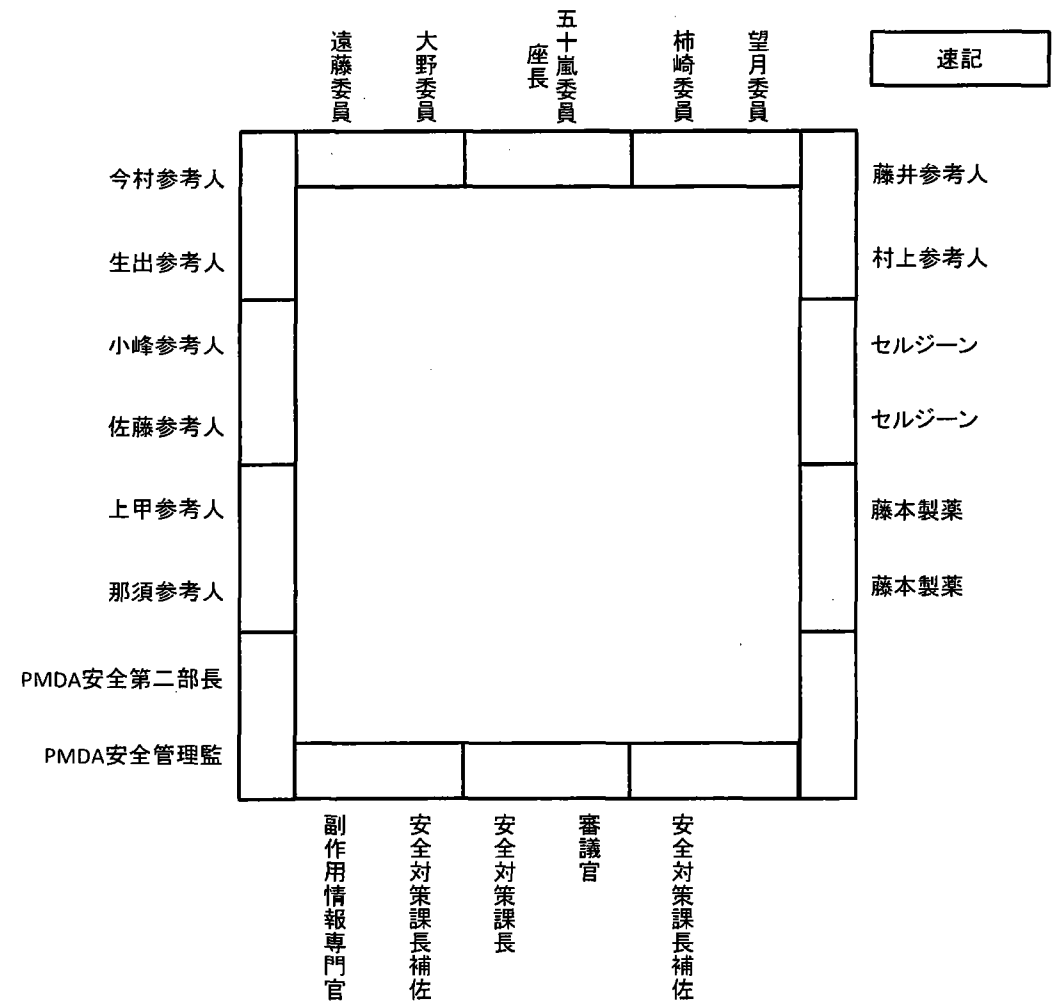 遠藤委員
大野委員
座長
五十嵐委員
柿崎委員
望月委員
速記
今村参考人
生出参考人
小峰参考人
佐藤参考人
上甲参考人
那須参考人
PMDA安全第二部長
PMDA安全管理監
藤井参考人
村上参考人
セルジーン
セルジーン
藤本製薬
藤本製薬
副作用情報専門官
安全対策課長補佐
安全対策課長
審議官
安全対策課長補佐